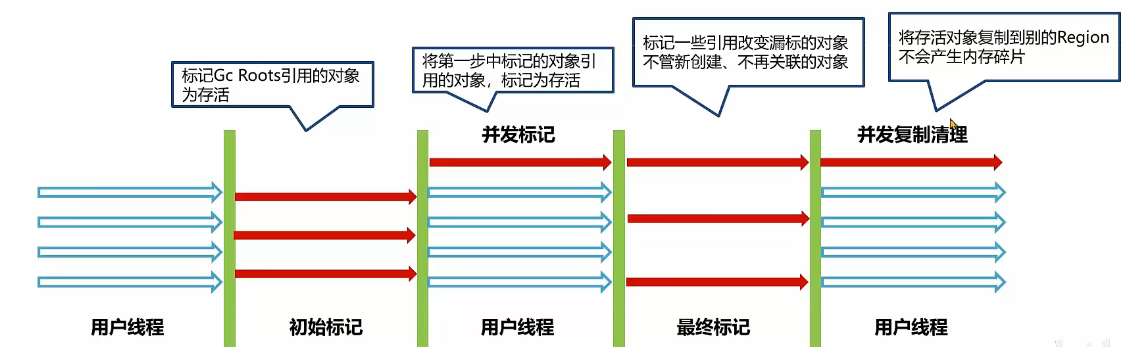 标记Gc Roots引用的对象
为存活
将第一步中标记的对象引
用的对象，标记为存活
标记一些引用改变漏标的对象
不管新创建、不再关联的对象
将存活对象复制到别的Region
不会产生内存碎片
并发标记
并发复制清理
用户线程
初始标记
用户线程
最终标记
用户线程